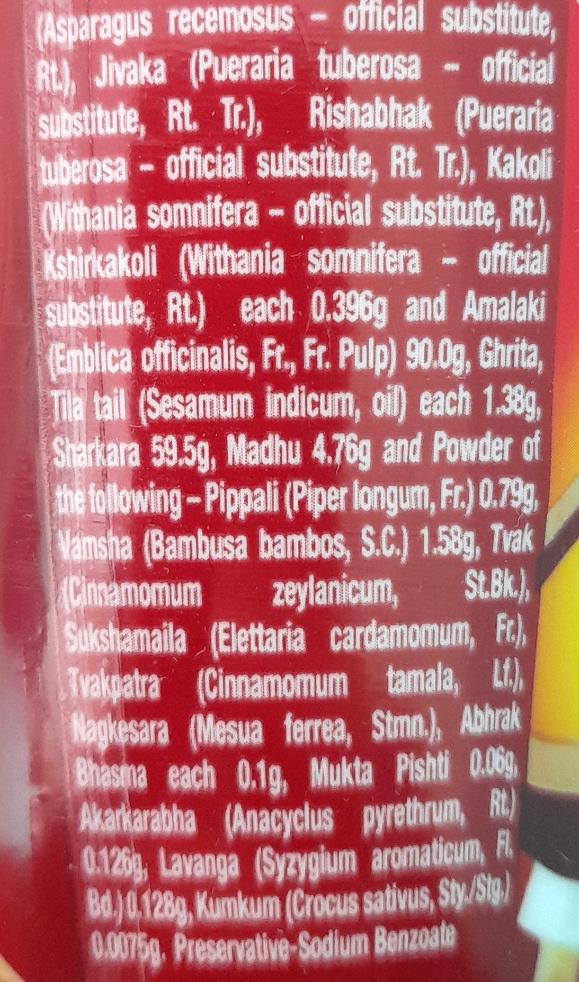 (Asparagus recemosus – official substitute,
Rt.), Jivaka (Pueraria tuberosa – official
substitute, Rt. Tr.), Rishabhak (Pueraria
tuberosa – official substitute, Rt. Tr.), Kakoli
(Withania somnifera – official substitute, Rt.),
Kshirkakoli (Withania somnifera – official
substitute, Rt.) each 0.396g and Amalaki
(Emblica officinalis, Fr., Fr. Pulp) 90.0g, Ghrita,
Tila tail (Sesamum indicum, oil) each 1.38g,
Sharkara 59.5g, Madhu 4.76g and Powder of
the following – Pippali (Piper longum, Fr.) 0.79g,
Vamsha (Bambusa bambos, S.C.) 1.58g, Tvak
(Cinnamomum zeylanicum, St.Bk.),
Sukshamaila (Elettaria cardamomum, Fr.),
Tvakpatra (Cinnamomum tamala, Lf.),
Nagkesara (Mesua ferrea, Stmn.), Abhrak
Bhasma each 0.1g, Mukta Pishti 0.06g,
Akarkarabha (Anacyclus pyrethrum, Rt.)
0.126g, Lavanga (Syzygium aromaticum, Fl.
Bd.) 0.128g, Kumkum (Crocus sativus, Sty./Stg.)
0.0075g. Preservative-Sodium Benzoate